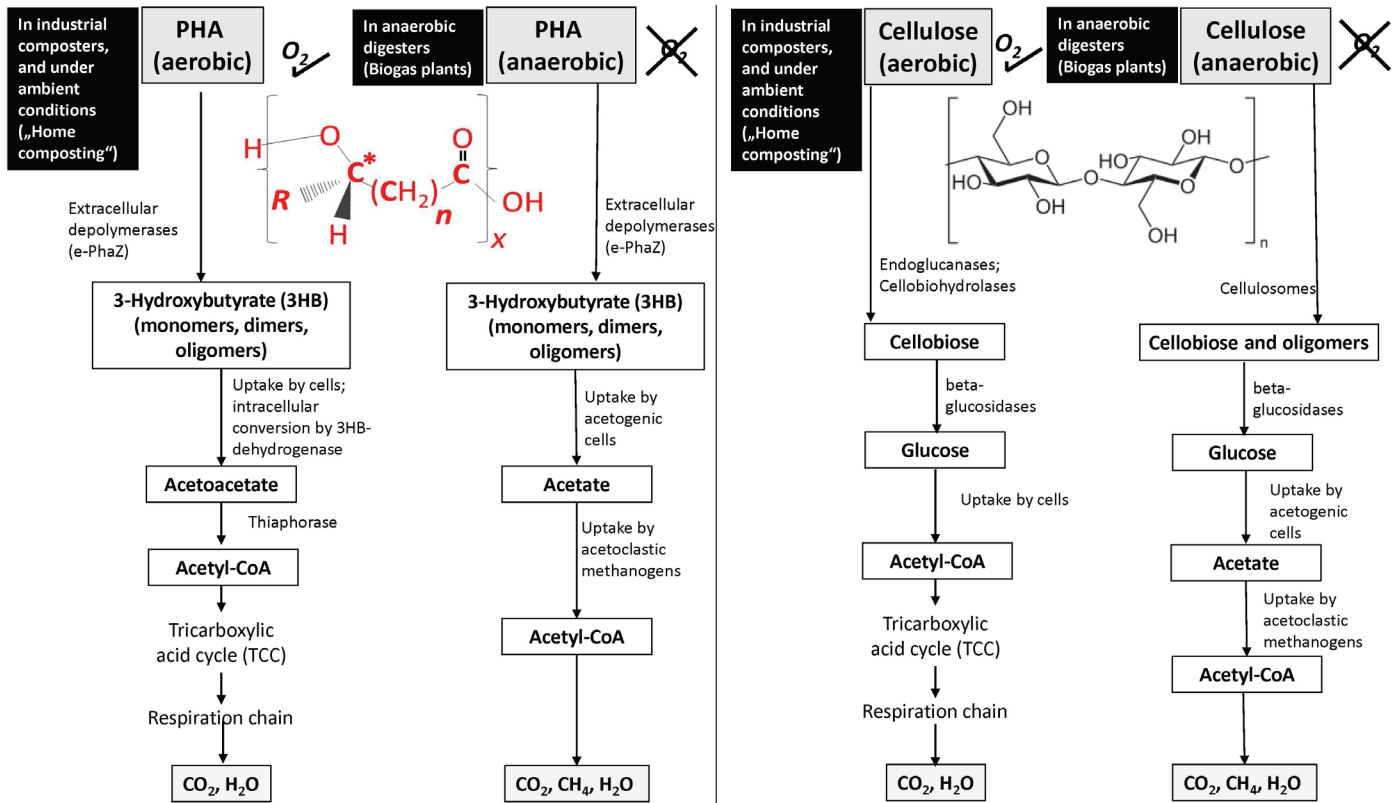 In industrial
composters,
and under
ambient
conditions
(„Home
composting“)
PHA
(aerobic)
O2
In anaerobic
digesters
(Biogas plants)
PHA
(anaerobic)
O2
H
O
C*
R
H
(CH2)n
O
C
OH
x
Extracellular
depolymerases
(e-PhaZ)
Extracellular
depolymerases
(e-PhaZ)
3-Hydroxybutyrate (3HB)
(monomers, dimers,
oligomers)
3-Hydroxybutyrate (3HB)
(monomers, dimers,
oligomers)
Uptake by cells;
intracellular
conversion by 3HB-
dehydrogenase
Uptake by
acetogenic
cells
Acetoacetate
Acetate
Thiaphorase
Uptake by
acetoclastic
methanogens
Acetyl-CoA
Acetyl-CoA
Tricarboxylic
acid cycle (TCC)
Respiration chain
CO2, H2O
CO2, CH4, H2O
In industrial
composters,
and under
ambient
conditions
(„Home
composting“)
Cellulose
(aerobic)
O2
In anaerobic
digesters
(Biogas plants)
Cellulose
(anaerobic)
O2
OH
O
HO
OH
O
OH
HO
O
O
OH
n
Endoglucanases;
Cellobiohydrolases
Cellulosomes
Cellobiose
Cellobiose and oligomers
beta-
glucosidases
beta-
glucosidases
Glucose
Glucose
Uptake by cells
Uptake by
acetogenic
cells
Acetyl-CoA
Acetate
Tricarboxylic
acid cycle (TCC)
Uptake by
acetoclastic
methanogens
Acetyl-CoA
Respiration chain
CO2, H2O
CO2, CH4, H2O